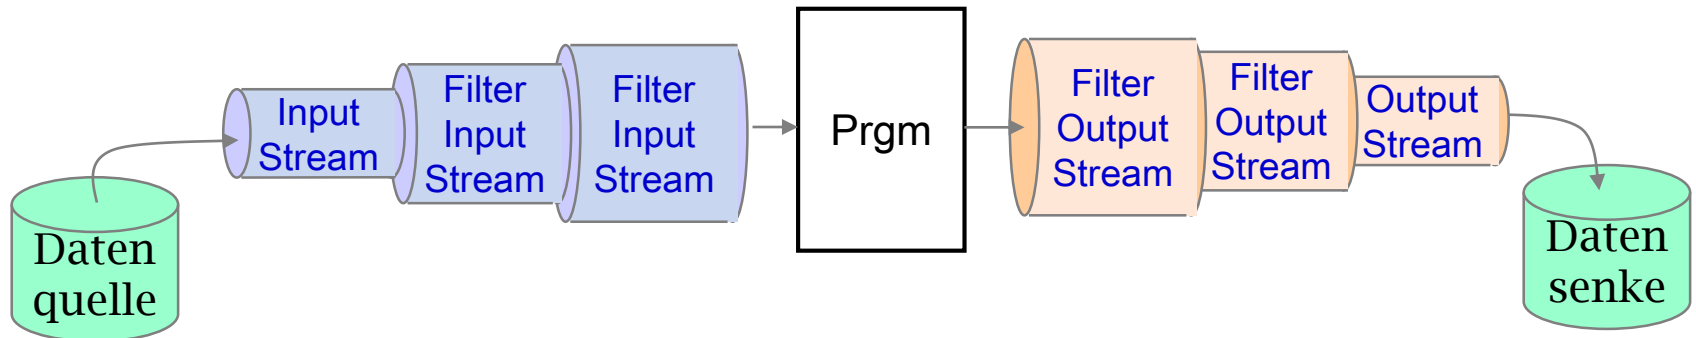 Daten
quelle
Input
Stream
Filter
Input
Stream
Filter
Input
Stream
Prgm
Filter
Output
Stream
Filter
Output
Stream
Output
Stream
Daten
senke